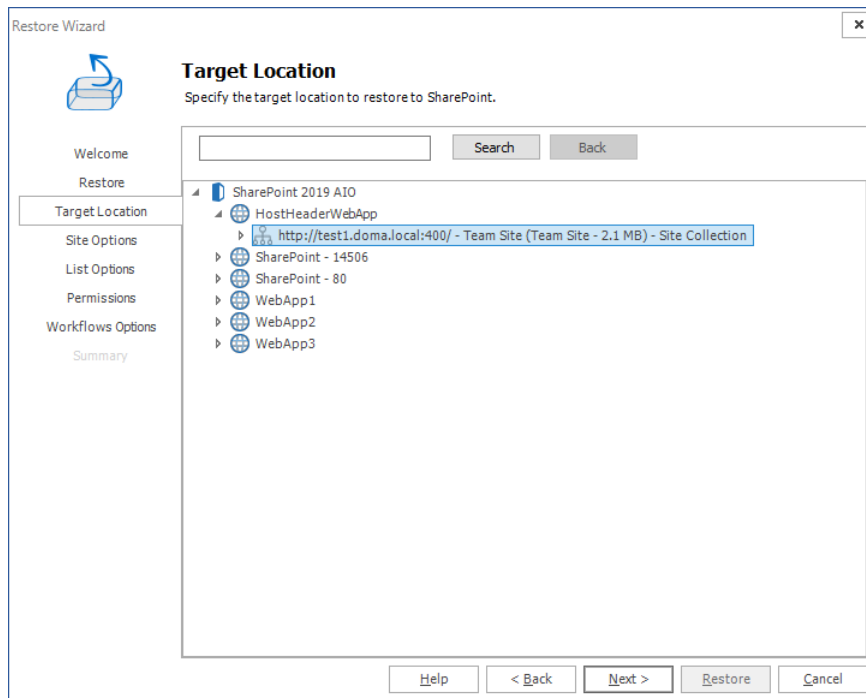 Restore Wizard
Target Location
Specify the target location to restore to SharePoint.
Welcome
Restore
Target Location
Site Options
List Options
Permissions
Workflows Options
Summary
Search
Back
SharePoint 2019 AIO
HostHeaderWebApp
http://test1.doma.local:400/ - Team Site (Team Site - 2.1 MB) - Site Collection
SharePoint - 14506
SharePoint - 80
WebApp1
WebApp2
WebApp3
Help
< Back
Next >
Restore
Cancel